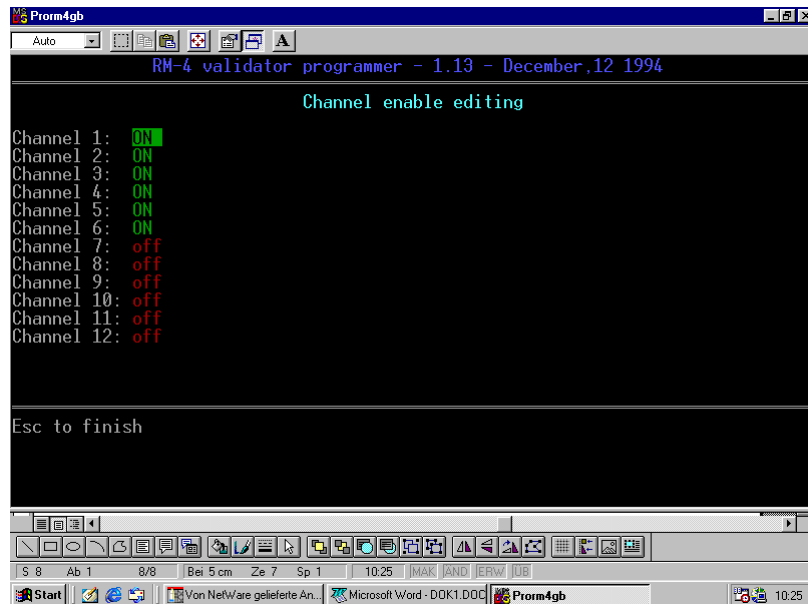 Prorm4gb
Auto
A
RM-4 validator programmer - 1.13 - December,12 1994
Channel enable editing
Channel 1: ON
Channel 2: ON
Channel 3: ON
Channel 4: ON
Channel 5: ON
Channel 6: ON
Channel 7: off
Channel 8: off
Channel 9: off
Channel 10: off
Channel 11: off
Channel 12: off
Esc to finish
S 8 Ab 1 8/8 Bei 5 cm Ze 7 Sp 1 10:25 MAK ÄND ERW ÜB
Start Von NetWare gelieferte An... Microsoft Word - DOK1.DOC Prorm4gb 10:25